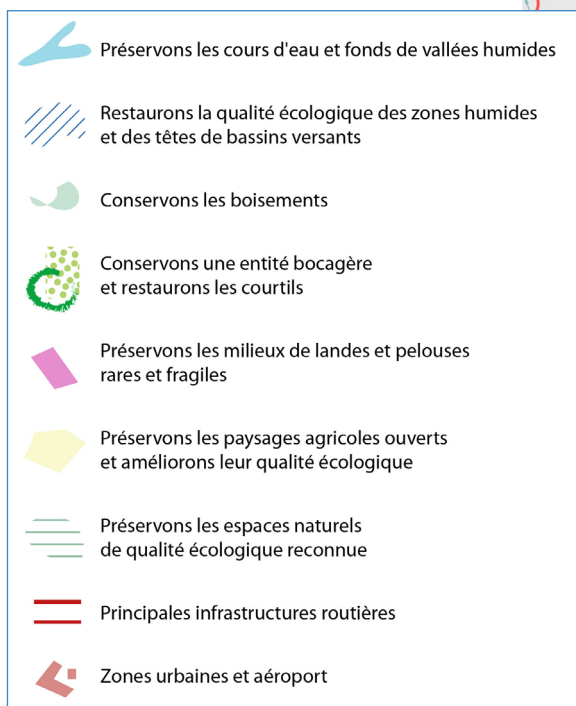 Préservons les cours d'eau et fonds de vallées humides
Restaurons la qualité écologique des zones humides
et des têtes de bassins versants
Conservons les boisements
Conservons une entité bocagère
et restaurons les courtils
Préservons les milieux de landes et pelouses
rares et fragiles
Préservons les paysages agricoles ouverts
et améliorons leur qualité écologique
Préservons les espaces naturels
de qualité écologique reconnue
Principales infrastructures routières
Zones urbaines et aéroport